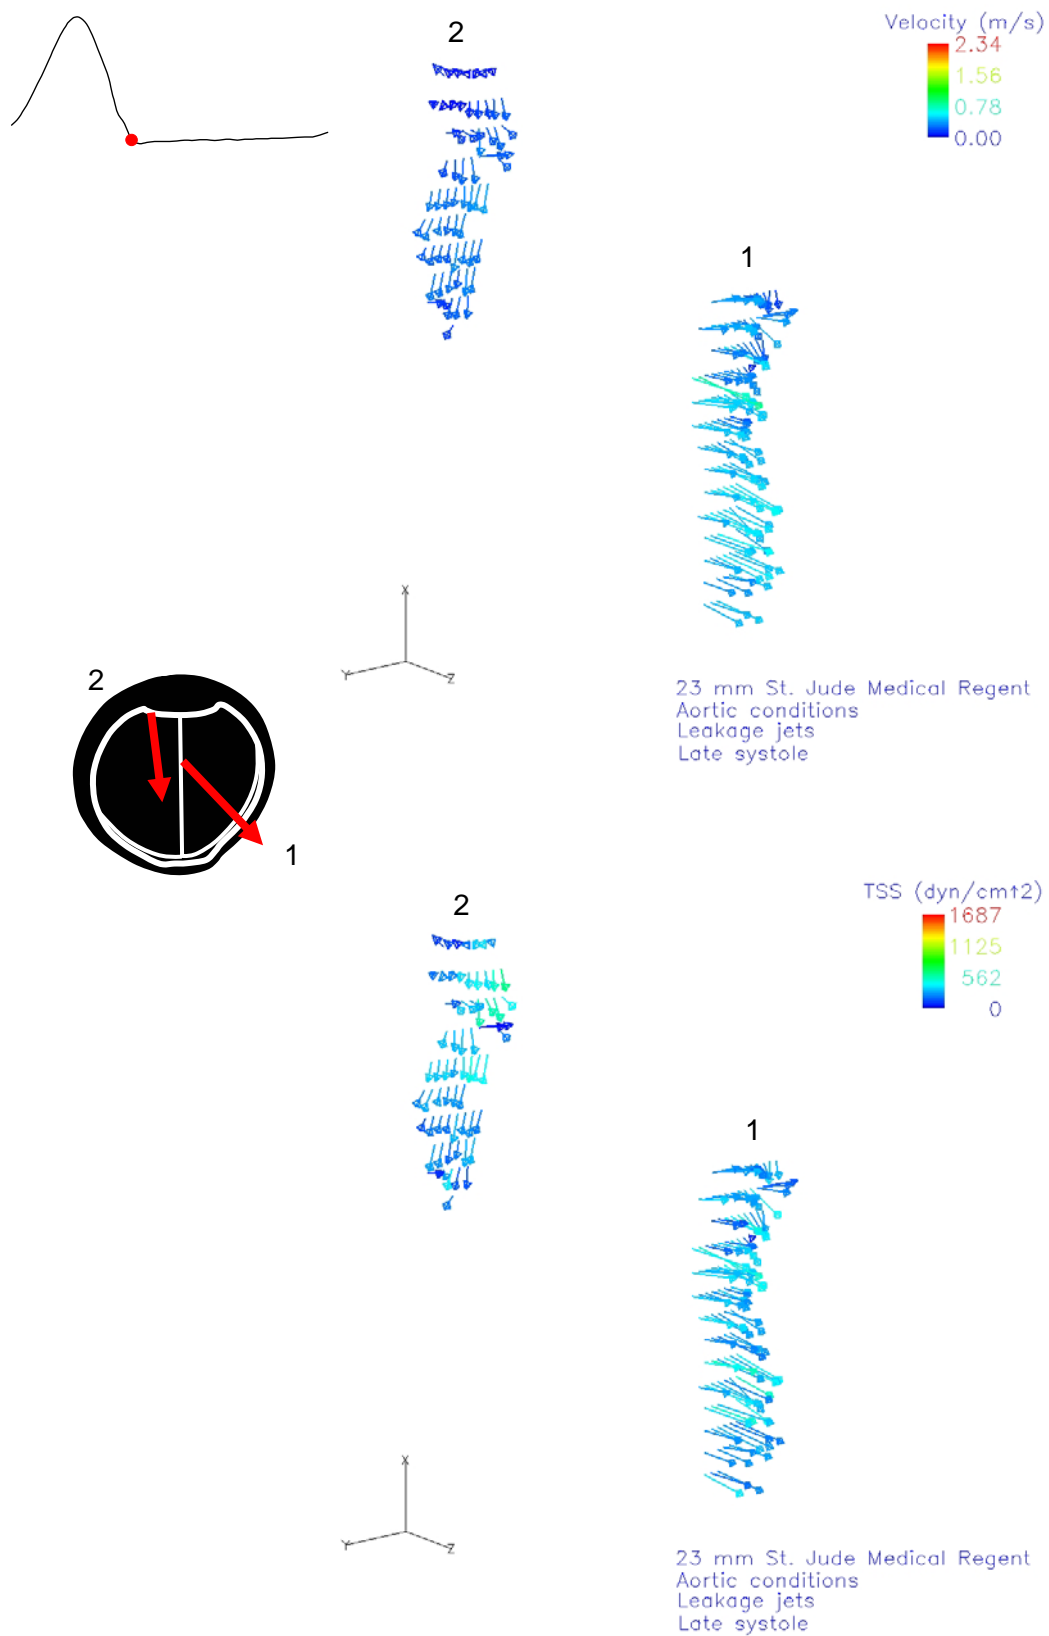 2
Velocity (m/s)
2.34
1.56
0.78
0.00
1
X
Y
Z
2
1
23 mm St. Jude Medical Regent
Aortic conditions
Leakage jets
Late systole
TSS (dyn/cm↑2)
1687
1125
562
0
2
1
X
Y
Z
23 mm St. Jude Medical Regent
Aortic conditions
Leakage jets
Late systole